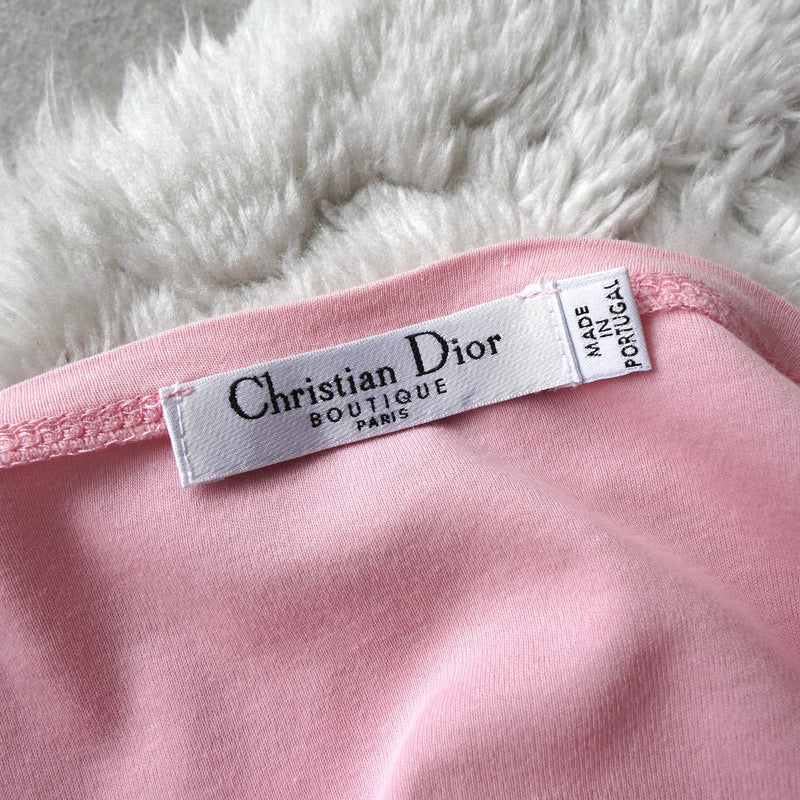 Christian Dior
BOUTIQUE
PARIS
MADE
IN
PORTUGAL